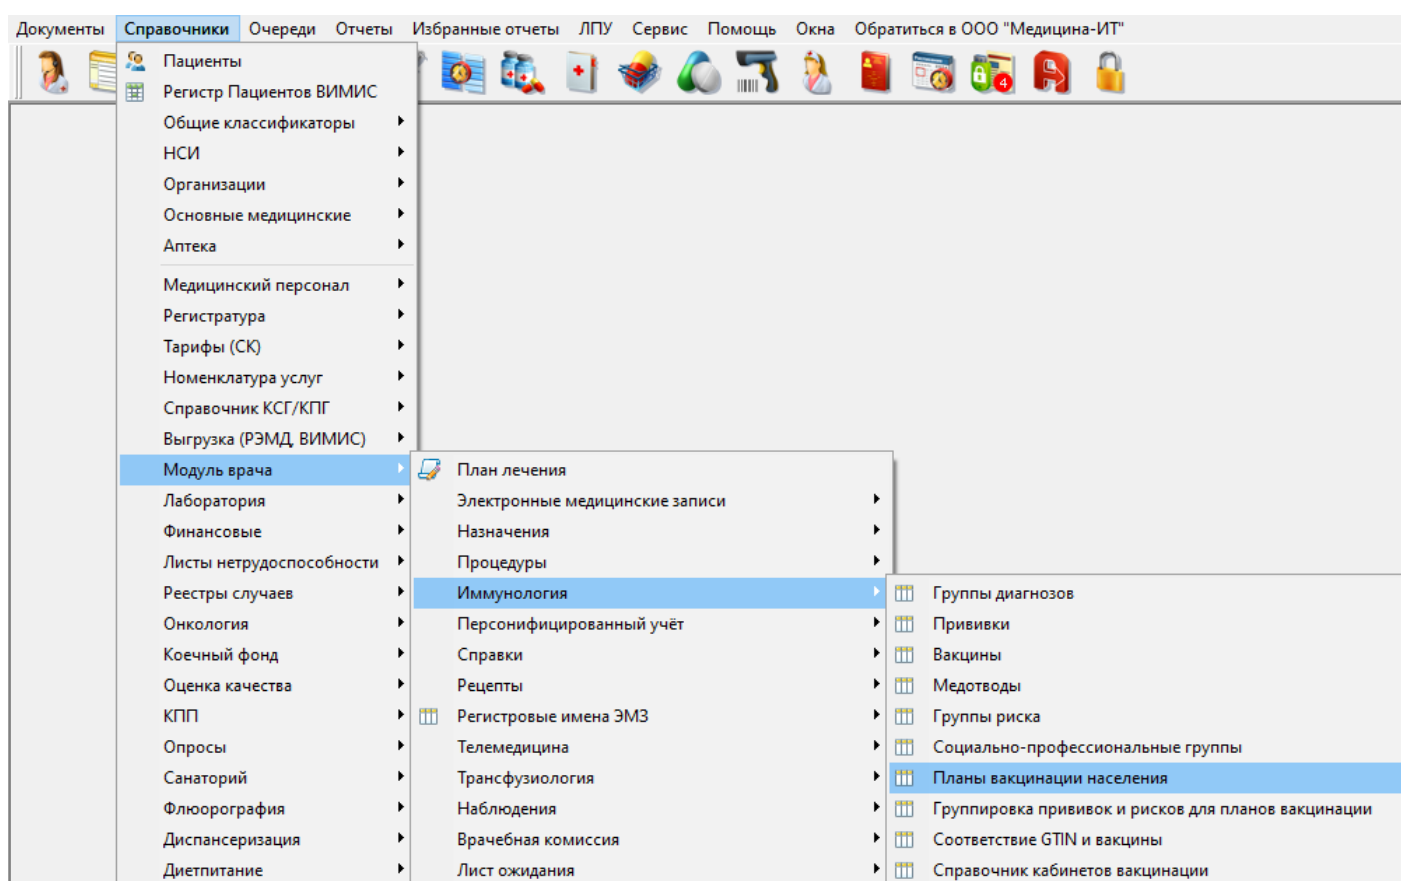 Документы Справочники Очереди Отчеты Избранные отчеты ЛПУ Сервис Помощь Окна Обратиться в ООО "Медицина-ИТ"
4
Пациенты
Регистр Пациентов ВИМИС
Общие классификаторы
НСИ
Организации
Основные медицинские
Аптека
Медицинский персонал
Регистратура
Тарифы (СК)
Номенклатура услуг
Справочник КСГ/КПГ
Выгрузка (РЭМД, ВИМИС)
Модуль врача
Лаборатория
Финансовые
Листы нетрудоспособности
Реестры случаев
Онкология
Коечный фонд
Оценка качества
КПП
Опросы
Санаторий
Флюорография
Диспансеризация
Диетпитание
План лечения
Электронные медицинские записи
Назначения
Процедуры
Иммунология
Персонифицированный учёт
Справки
Рецепты
Регистровые имена ЭМЗ
Телемедицина
Трансфузиология
Наблюдения
Врачебная комиссия
Лист ожидания
Группы диагнозов
Прививки
Вакцины
Медотводы
Группы риска
Социально-профессиональные группы
Планы вакцинации населения
Группировка прививок и рисков для планов вакцинации
Соответствие GTIN и вакцины
Справочник кабинетов вакцинации